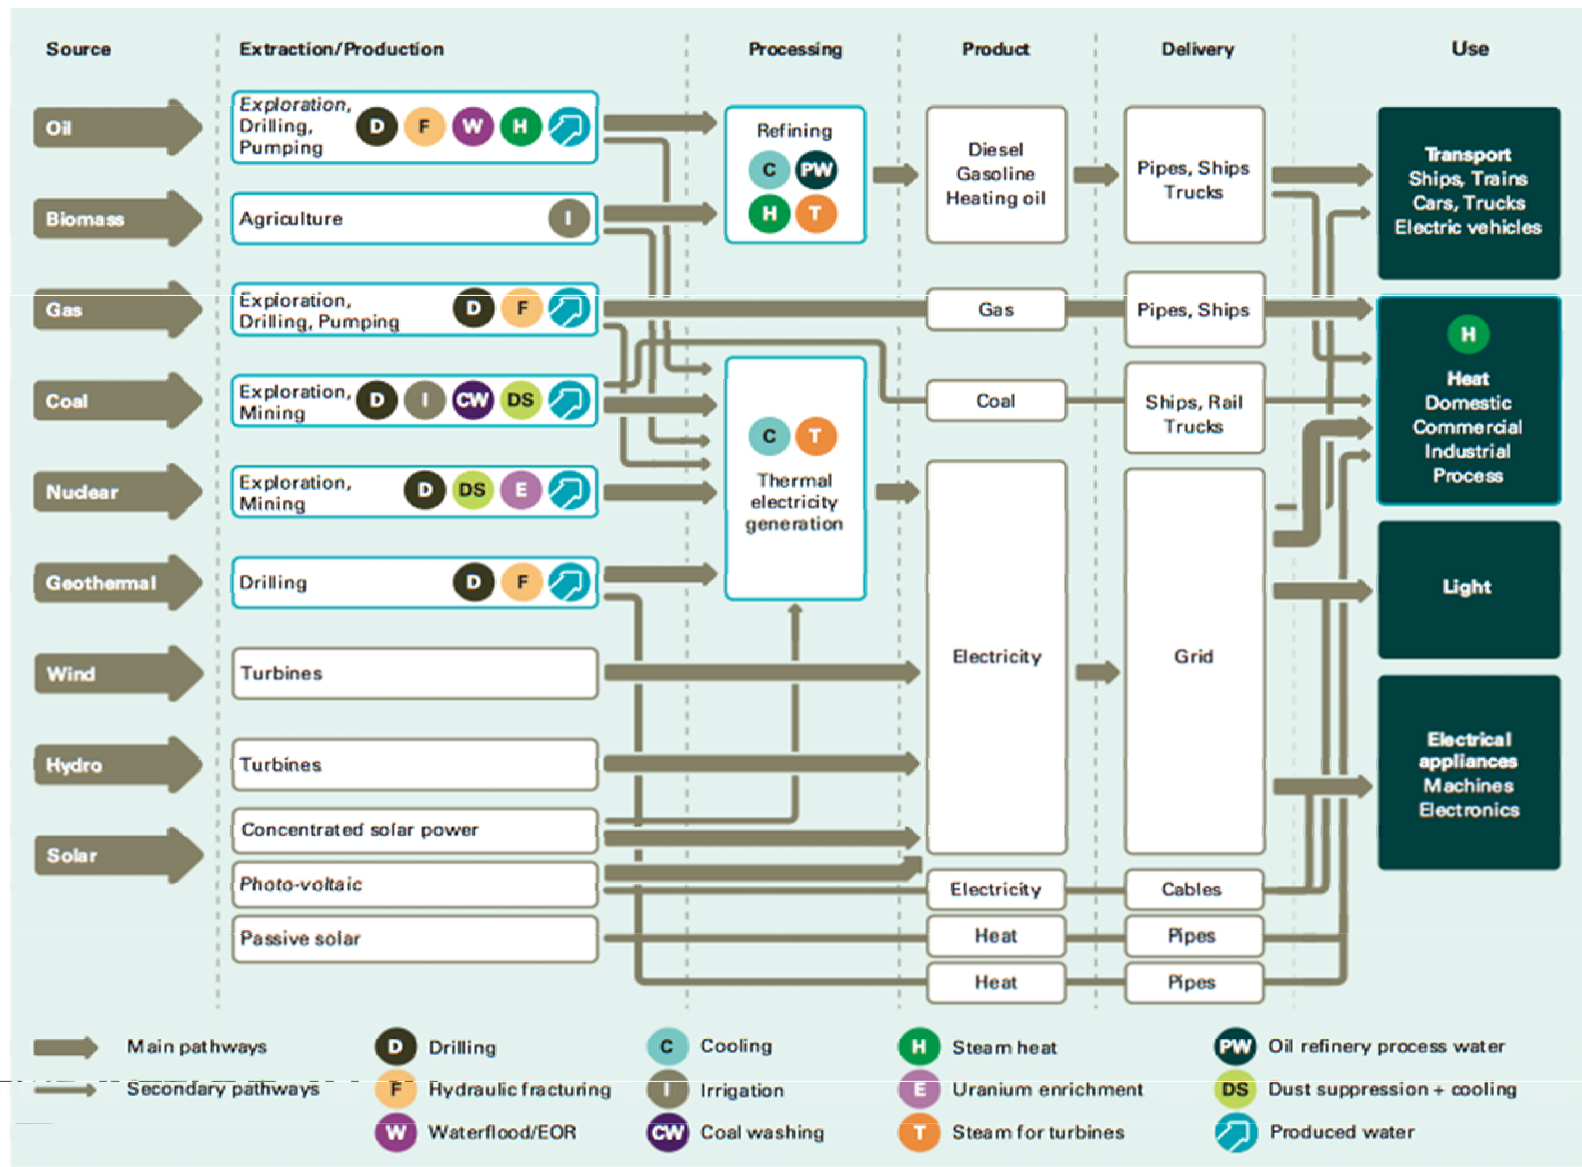 Source
Extraction/Production
Processing
Product
Delivery
Use
Oil
Exploration,
Drilling,
Pumping
D
F
W
H
Refining
C
PW
H
T
Diesel
Gasoline
Heating oil
Pipes, Ships
Trucks
Transport
Ships, Trains
Cars, Trucks
Electric vehicles
Biomass
Agriculture
I
Gas
Exploration,
Drilling, Pumping
D
F
Gas
Pipes, Ships
H
Heat
Domestic
Commercial
Industrial
Process
Coal
Exploration,
Mining
D
I
CW
DS
C
T
Thermal
electricity
generation
Coal
Ships, Rail
Trucks
Nuclear
Exploration,
Mining
D
DS
E
Geothermal
Drilling
D
F
Light
Wind
Turbines
Electricity
Grid
Hydro
Turbines
Electrical
appliances
Machines
Electronics
Solar
Concentrated solar power
Photo-voltaic
Electricity
Cables
Passive solar
Heat
Pipes
Heat
Pipes
Main pathways
D Drilling
C Cooling
H Steam heat
PW Oil refinery process water
Secondary pathways
F Hydraulic fracturing
I Irrigation
E Uranium enrichment
DS Dust suppression + cooling
W Waterflood/EOR
CW Coal washing
T Steam for turbines
Produced water